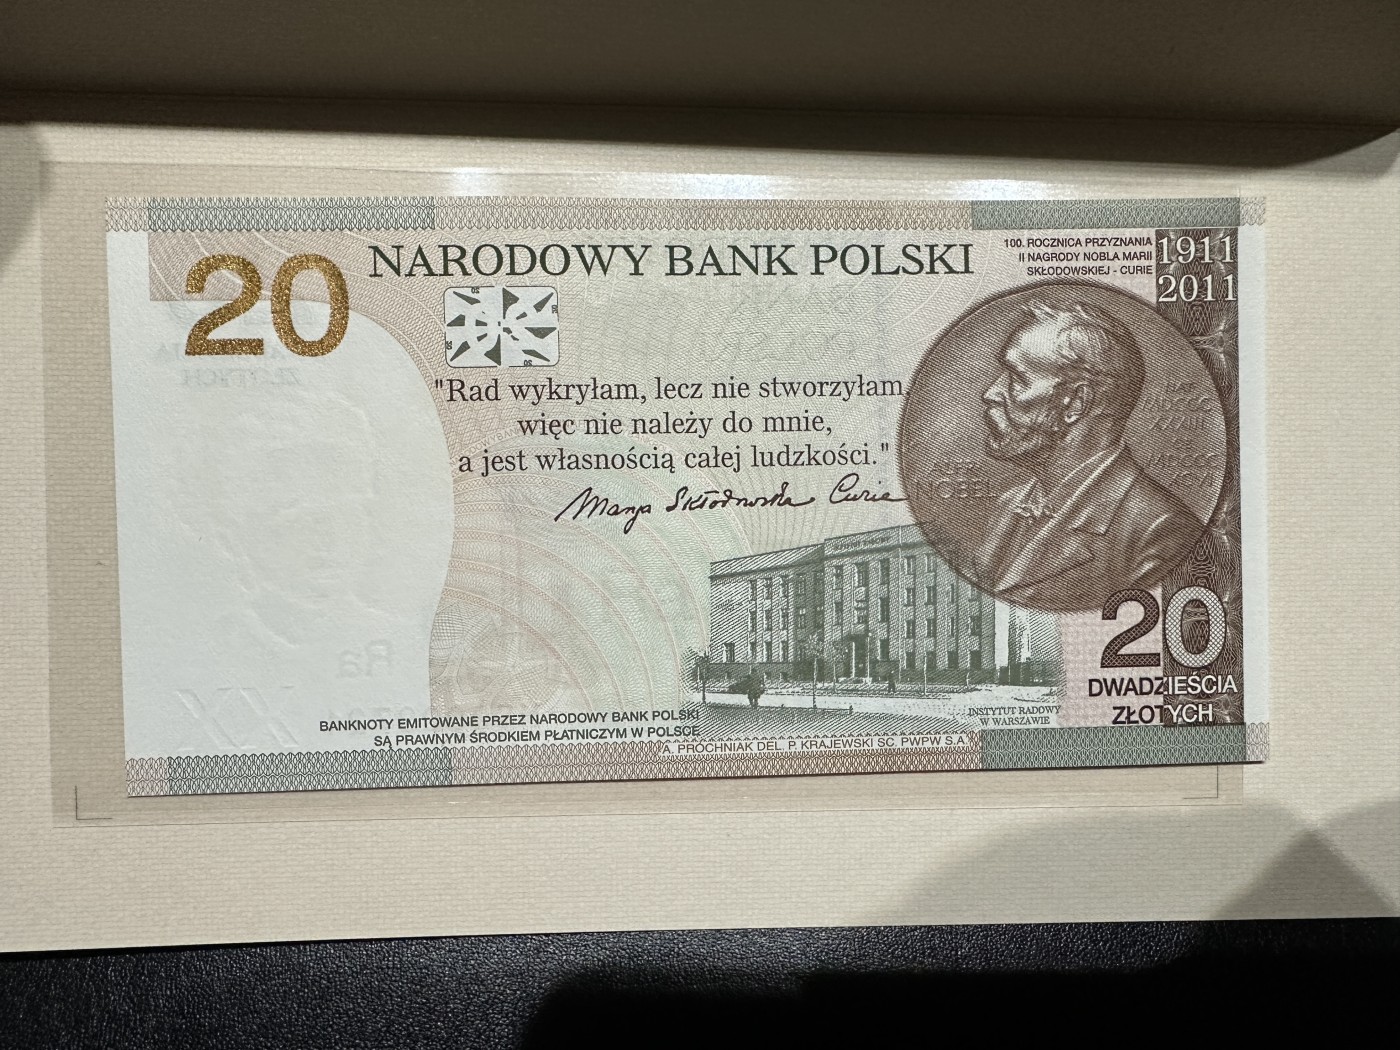 20
NARODOWY BANK POLSKI
100. ROCZNICA PRZYZNANIA
II NAGRODY NOBLA MARII
SKŁODOWSKIEJ - CURIE
1911
2011
"Rad wykryłam, lecz nie stworzyłam,
więc nie należy do mnie,
a jest własnością całej ludzkości."
Marya Skłodowska Curie
NOBEL
20
DWADZIEŚCIA
ZŁOTYCH
INSTYTUT RADOWY
W WARSZAWIE
BANKNOTY EMITOWANE PRZEZ NARODOWY BANK POLSKI
SĄ PRAWNYM ŚRODKIEM PŁATNICZYM W POLSCE
A. PROCHNIAK DEL. P. KRAJEWSKI SC. PWPW S.A.